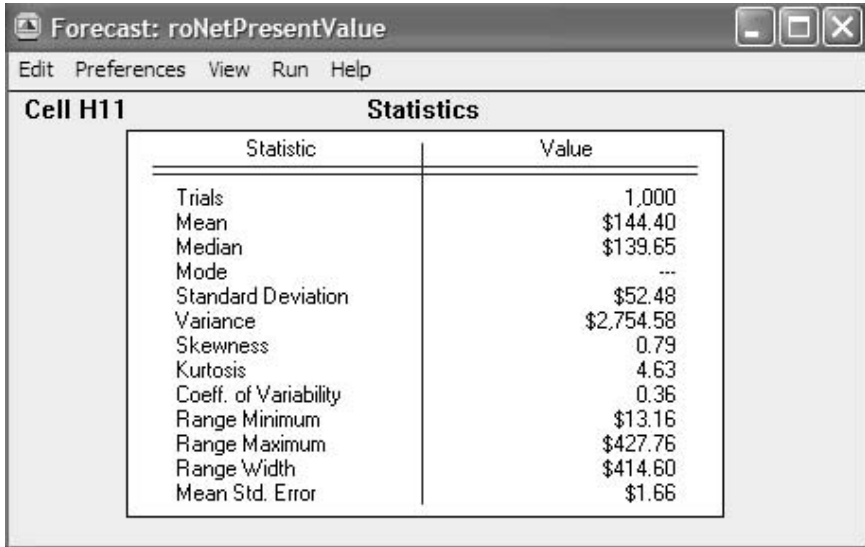 Forecast: roNetPresentValue
Edit Preferences View Run Help
Cell H11 Statistics
Statistic Value
Trials 1,000
Mean $144.40
Median $139.65
Mode ---
Standard Deviation $52.48
Variance $2,754.58
Skewness 0.79
Kurtosis 4.63
Coeff. of Variability 0.36
Range Minimum $13.16
Range Maximum $427.76
Range Width $414.60
Mean Std. Error $1.66